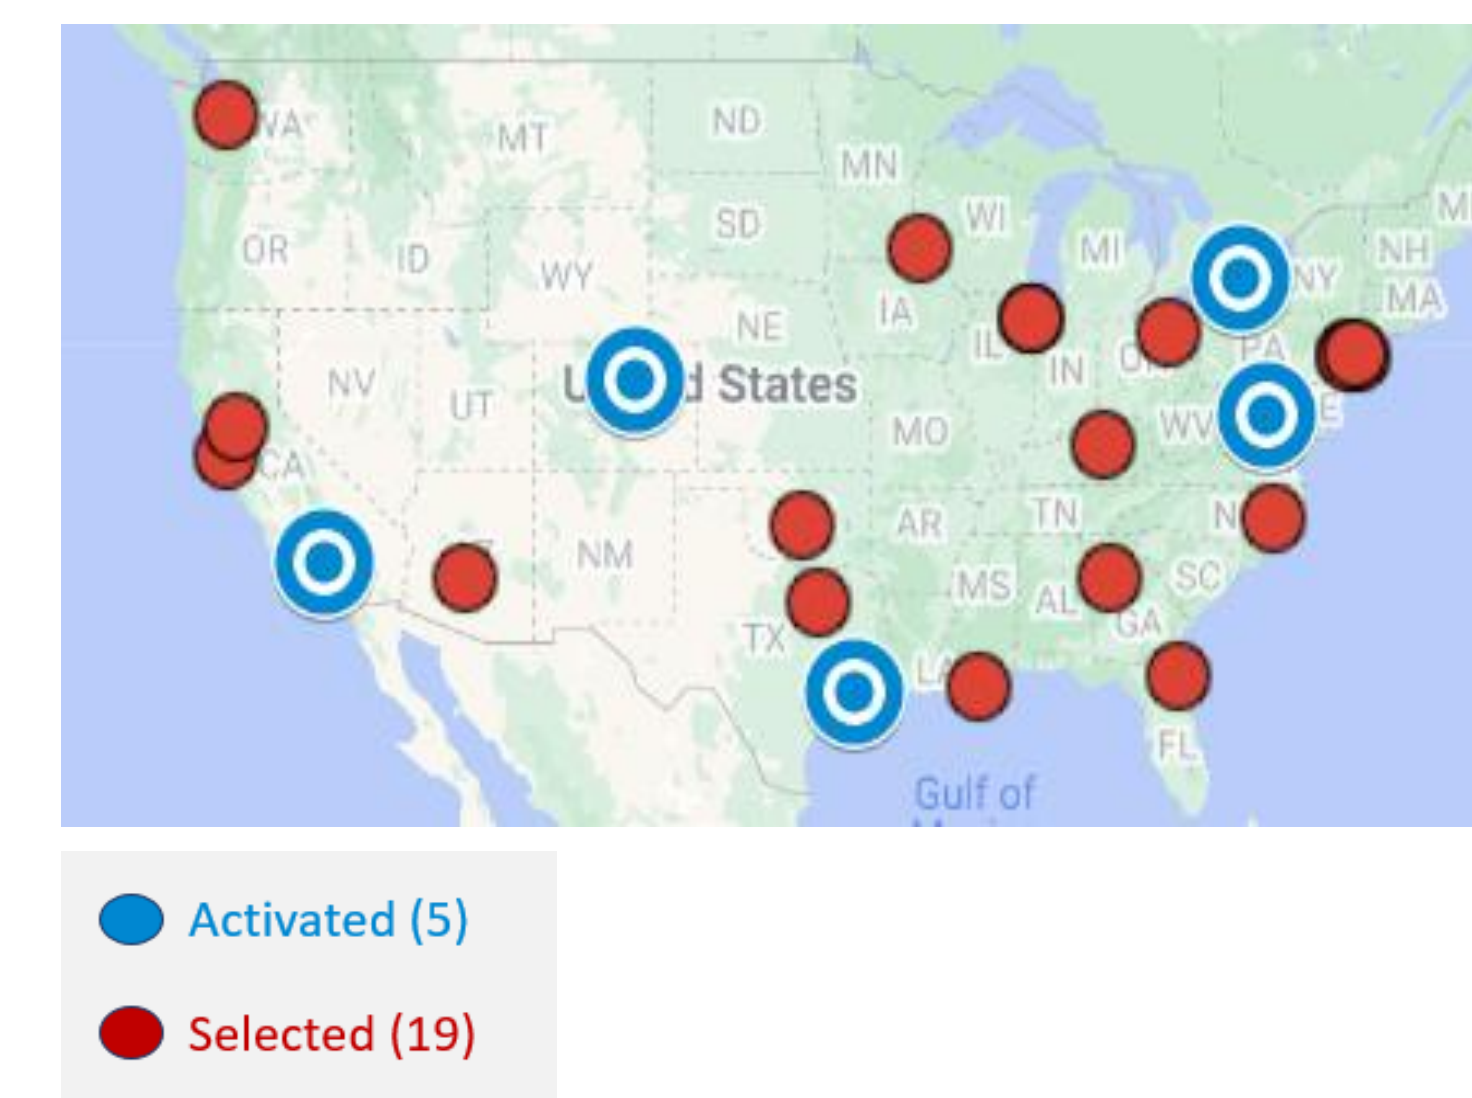 WA
MT
ND
MN
OR
ID
WY
SD
WI
MI
NY
NH
MA
NE
IA
IL
IN
PA
NV
UT
United States
MO
WV
CA
AR
TN
NM
MS
AL
SC
GA
TX
LA
FL
Gulf of
Activated (5)
Selected (19)